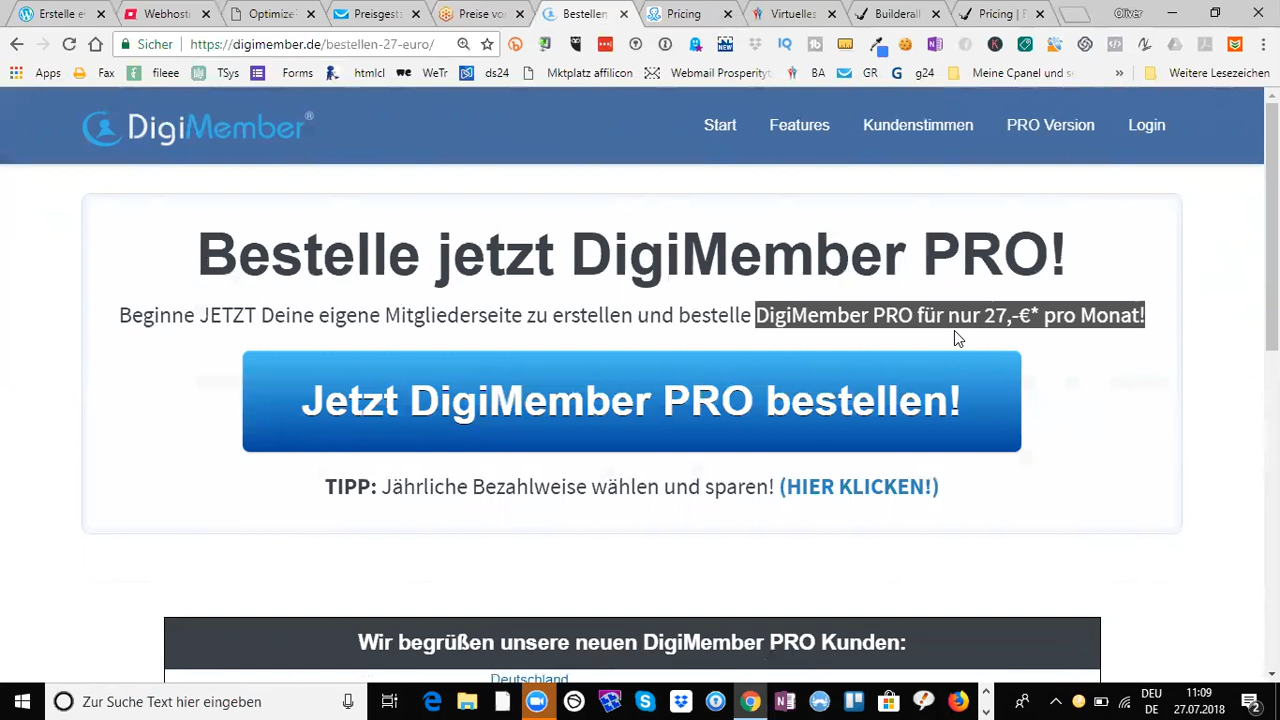 Erstelle ei
Webhosti
Optimize
Preisgest
Preise vo
Bestellen
Pricing
Virtuelles
Builderall
Pricing | B
Oliver
Sicher
https://digimember.de/bestellen-27-euro/
Apps
Fax
fileee
TSys
Forms
htmlcl
WeTr
ds24
Mktplatz affilicon
Webmail Prosperity
BA
GR
g24
Meine Cpanel und sc
»
Weitere Lesezeichen
DigiMember®
Start
Features
Kundenstimmen
PRO Version
Login
Bestelle jetzt DigiMember PRO!
Beginne JETZT Deine eigene Mitgliederseite zu erstellen und bestelle DigiMember PRO für nur 27,-€* pro Monat!
Jetzt DigiMember PRO bestellen!
TIPP: Jährliche Bezahlweise wählen und sparen! (HIER KLICKEN!)
Wir begrüßen unsere neuen DigiMember PRO Kunden:
Deutschland
Zur Suche Text hier eingeben
DEU
DE
11:09
27.07.2018
2